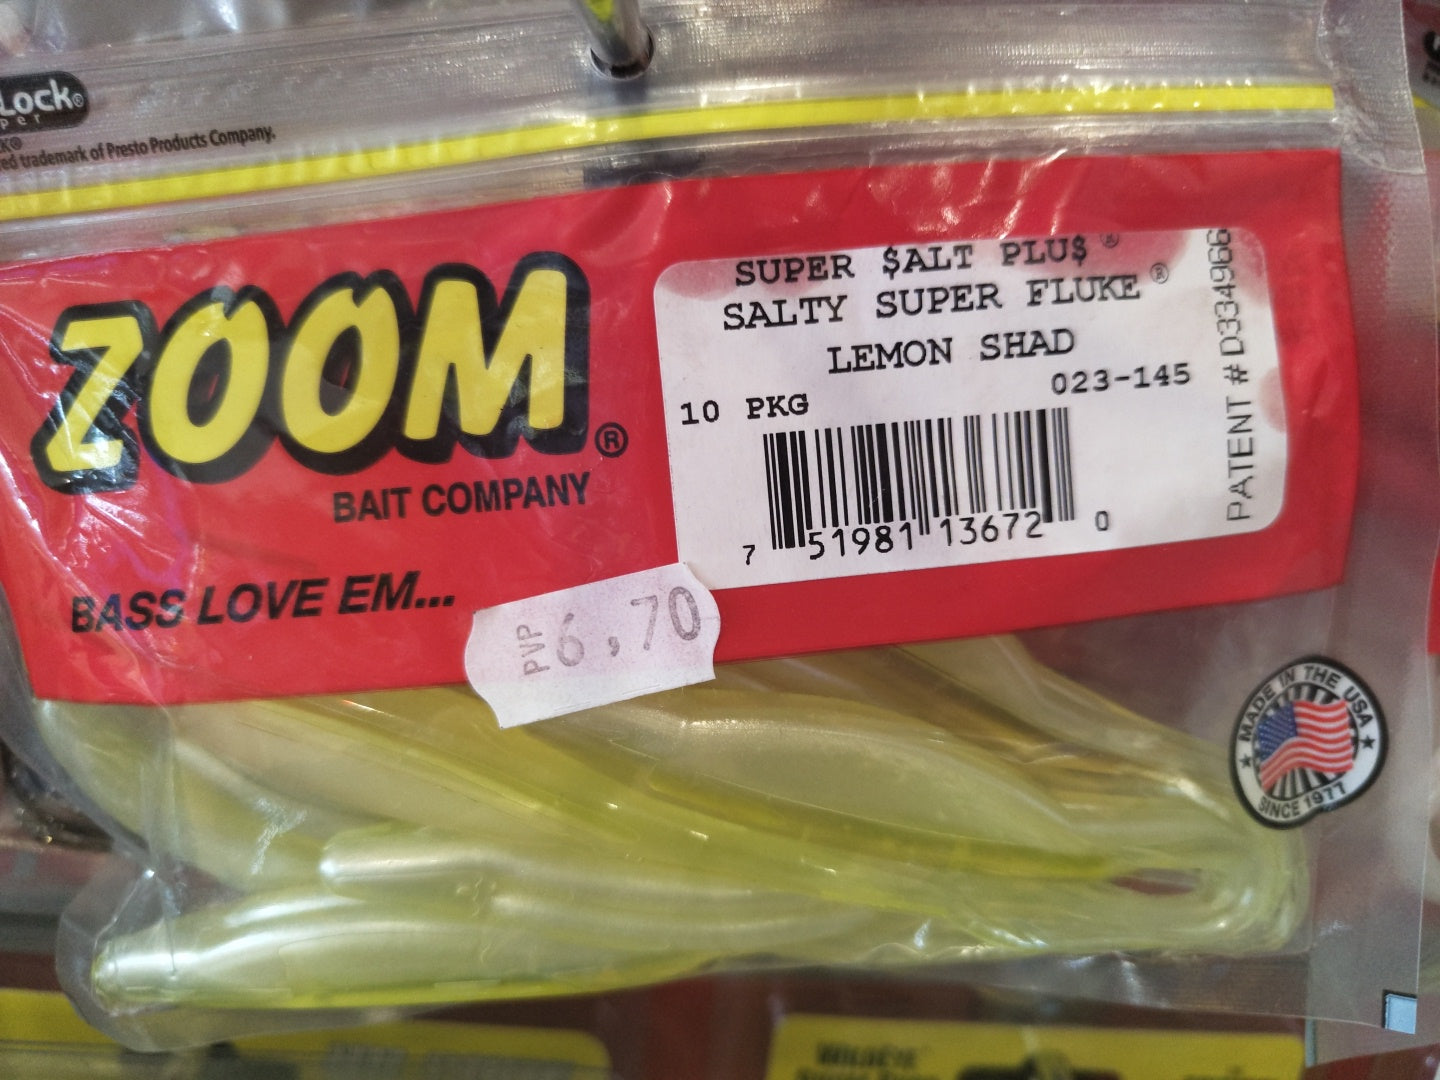 Lock®
per
K®
ed trademark of Presto Products Company.
ZOOM®
BAIT COMPANY
BASS LOVE EM...
SUPER $ALT PLU$®
SALTY SUPER FLUKE®
LEMON SHAD
023-145
10 PKG
7 51981 13672 0
PATENT # D334966
PVP 6,70
MADE IN THE USA
SINCE 1977